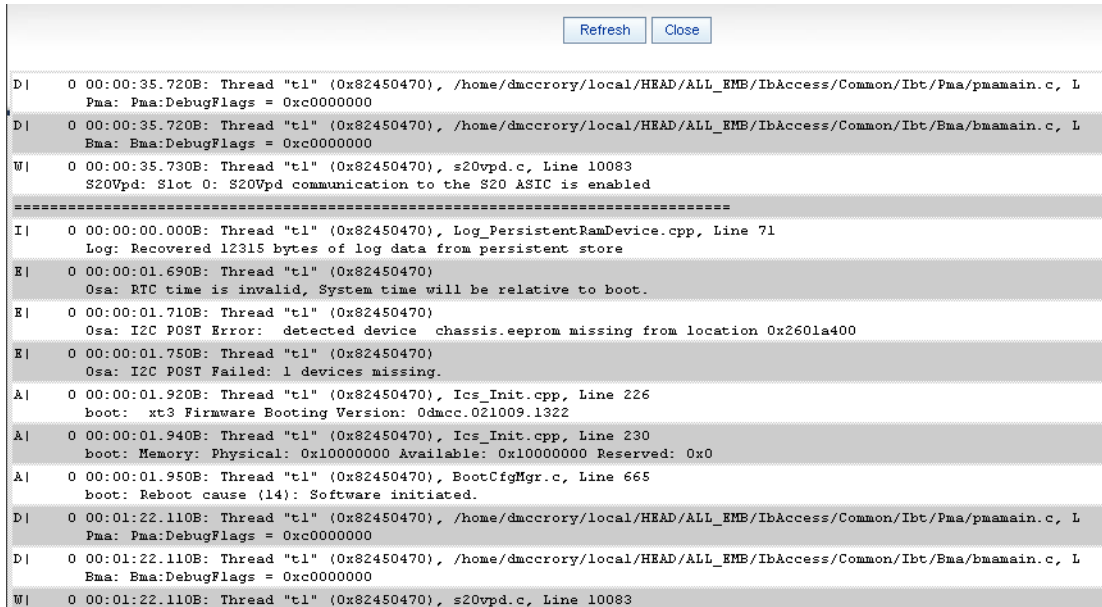 Refresh Close
D| 0 00:00:35.720B: Thread "tl" (0x82450470), /home/dmccrory/local/HEAD/ALL_EMB/IbAccess/Common/Ibt/Pma/pmamain.c, L
Pma: Pma:DebugFlags = 0xc0000000
D| 0 00:00:35.720B: Thread "tl" (0x82450470), /home/dmccrory/local/HEAD/ALL_EMB/IbAccess/Common/Ibt/Bma/bmamain.c, L
Bma: Bma:DebugFlags = 0xc0000000
W| 0 00:00:35.730B: Thread "tl" (0x82450470), s20vpd.c, Line 10083
S20Vpd: Slot 0: S20Vpd communication to the S20 ASIC is enabled
================================================================================
I| 0 00:00:00.000B: Thread "tl" (0x82450470), Log_PersistentRamDevice.cpp, Line 71
Log: Recovered 12315 bytes of log data from persistent store
E| 0 00:00:01.690B: Thread "tl" (0x82450470)
Osa: RTC time is invalid, System time will be relative to boot.
E| 0 00:00:01.710B: Thread "tl" (0x82450470)
Osa: I2C POST Error: detected device chassis.eeprom missing from location 0x2601a400
E| 0 00:00:01.750B: Thread "tl" (0x82450470)
Osa: I2C POST Failed: 1 devices missing.
A| 0 00:00:01.920B: Thread "tl" (0x82450470), Ics_Init.cpp, Line 226
boot: xt3 Firmware Booting Version: 0dmcc.021009.1322
A| 0 00:00:01.940B: Thread "tl" (0x82450470), Ics_Init.cpp, Line 230
boot: Memory: Physical: 0x10000000 Available: 0x10000000 Reserved: 0x0
A| 0 00:00:01.950B: Thread "tl" (0x82450470), BootCfgMgr.c, Line 665
boot: Reboot cause (14): Software initiated.
D| 0 00:01:22.110B: Thread "tl" (0x82450470), /home/dmccrory/local/HEAD/ALL_EMB/IbAccess/Common/Ibt/Pma/pmamain.c, L
Pma: Pma:DebugFlags = 0xc0000000
D| 0 00:01:22.110B: Thread "tl" (0x82450470), /home/dmccrory/local/HEAD/ALL_EMB/IbAccess/Common/Ibt/Bma/bmamain.c, L
Bma: Bma:DebugFlags = 0xc0000000
W| 0 00:01:22.110B: Thread "tl" (0x82450470), s20vpd.c, Line 10083